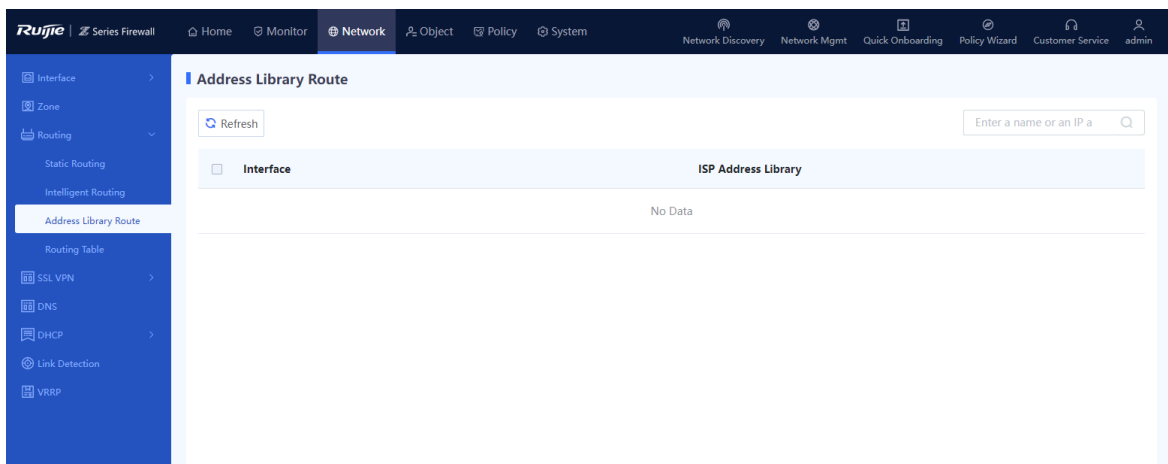 Ruijie | Z Series Firewall
Home
Monitor
Network
Object
Policy
System
Network Discovery
Network Mgmt
Quick Onboarding
Policy Wizard
Customer Service
admin
Interface
Zone
Routing
Static Routing
Intelligent Routing
Address Library Route
Routing Table
SSL VPN
DNS
DHCP
Link Detection
VRRP
Address Library Route
Refresh
Enter a name or an IP a
Interface
ISP Address Library
No Data